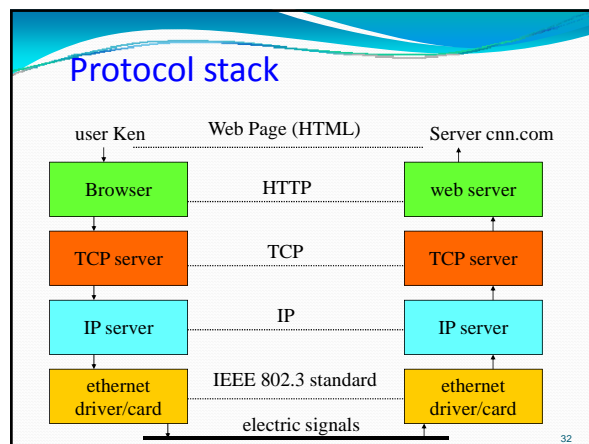 Protocol stack
user Ken Web Page (HTML) Server cnn.com
Browser HTTP web server
TCP server TCP TCP server
IP server IP IP server
ethernet IEEE 802.3 standard ethernet
driver/card driver/card
electric signals
32